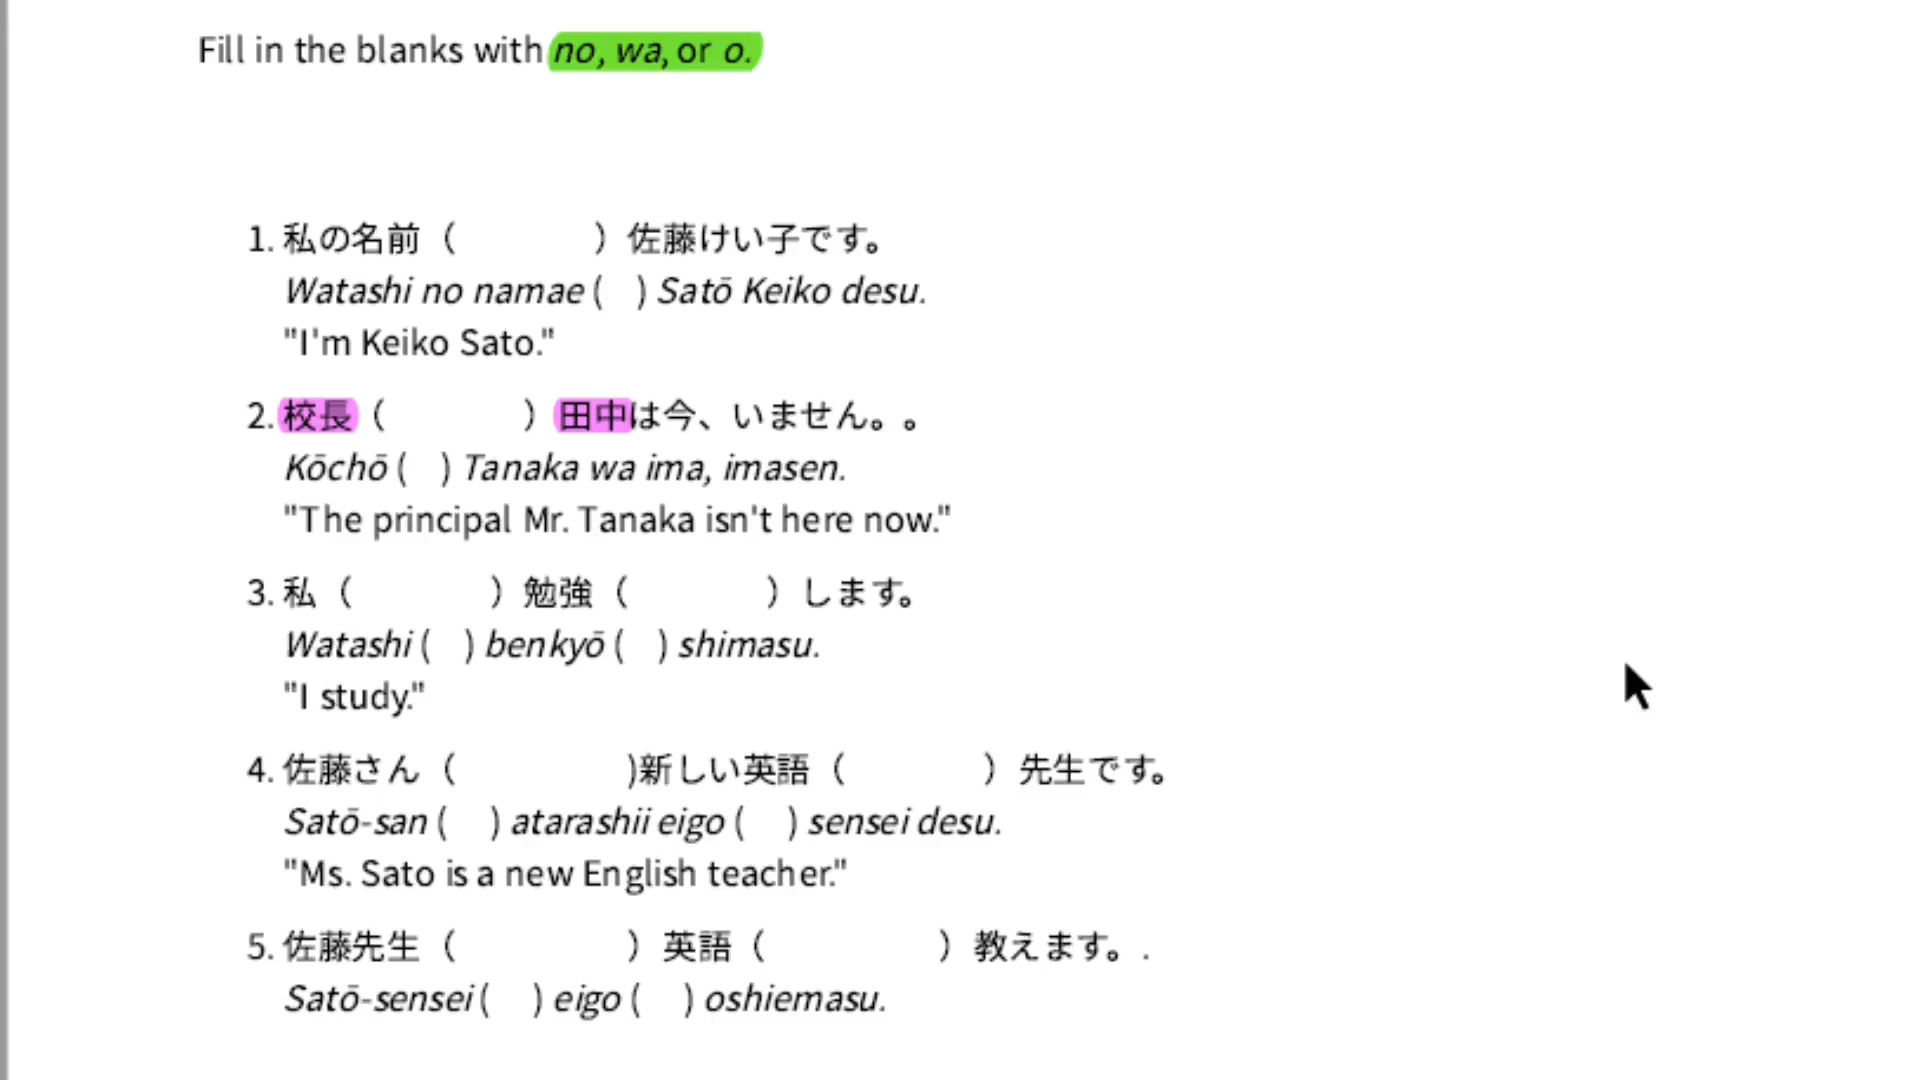 Fill in the blanks with no, wa, or o.
1. 私の名前（　　　　）佐藤けい子です。
Watashi no namae (   ) Satō Keiko desu.
"I'm Keiko Sato."
2. 校長（　　　　）田中は今、いません。。
Kōchō (   ) Tanaka wa ima, imasen.
"The principal Mr. Tanaka isn't here now."
3. 私（　　　　）勉強（　　　　）します。
Watashi (   ) benkyō (   ) shimasu.
"I study."
4. 佐藤さん（　　　　)新しい英語（　　　　）先生です。
Satō-san (   ) atarashii eigo (   ) sensei desu.
"Ms. Sato is a new English teacher."
5. 佐藤先生（　　　　）英語（　　　　）教えます。.
Satō-sensei (   ) eigo (   ) oshiemasu.